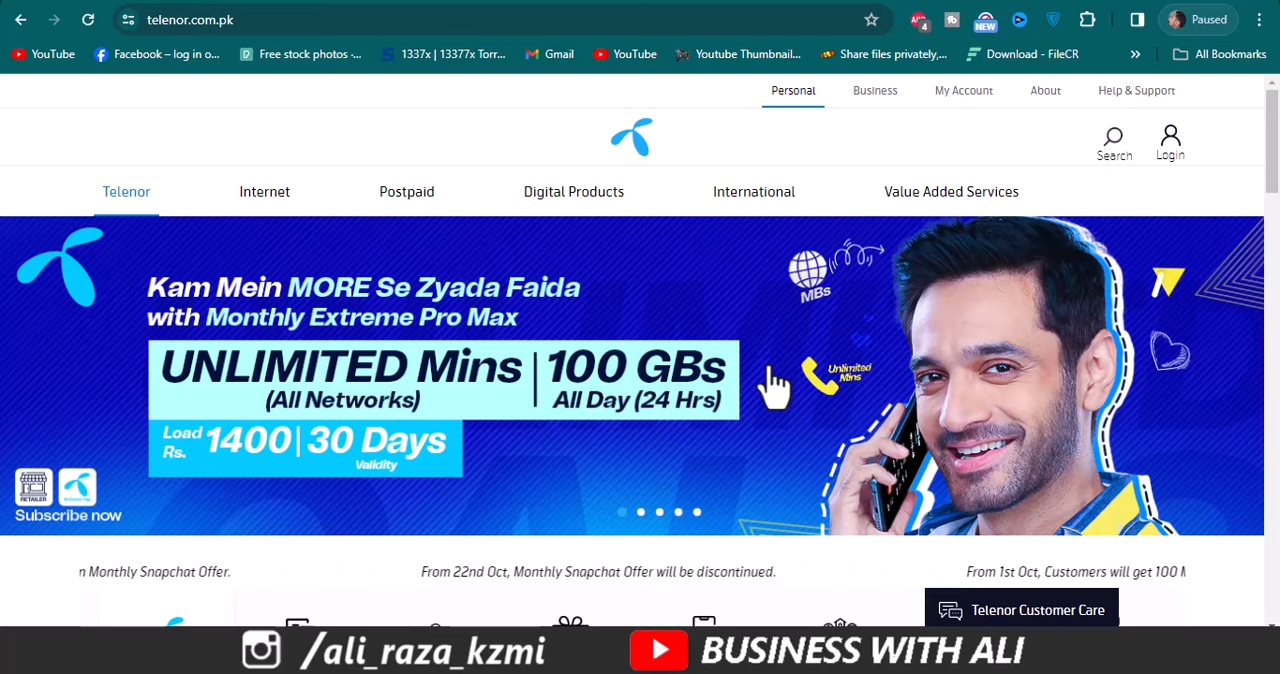 telenor.com.pk
4
NEW
Paused
YouTube
Facebook – log in o...
Free stock photos ·...
1337x | 13377x Torr...
Gmail
YouTube
Youtube Thumbnail...
Share files privately,...
Download - FileCR
»
All Bookmarks
Personal
Business
My Account
About
Help & Support
Search
Login
Telenor
Internet
Postpaid
Digital Products
International
Value Added Services
Kam Mein MORE Se Zyada Faida
with Monthly Extreme Pro Max
UNLIMITED Mins | 100 GBs
(All Networks) All Day (24 Hrs)
Load Rs. 1400 | 30 Days
Validity
MBs
Unlimited
Mins
RETAILER
Subscribe now
n Monthly Snapchat Offer.
From 22nd Oct, Monthly Snapchat Offer will be discontinued.
From 1st Oct, Customers will get 100 M
Telenor Customer Care
/ali_raza_kzmi
BUSINESS WITH ALI